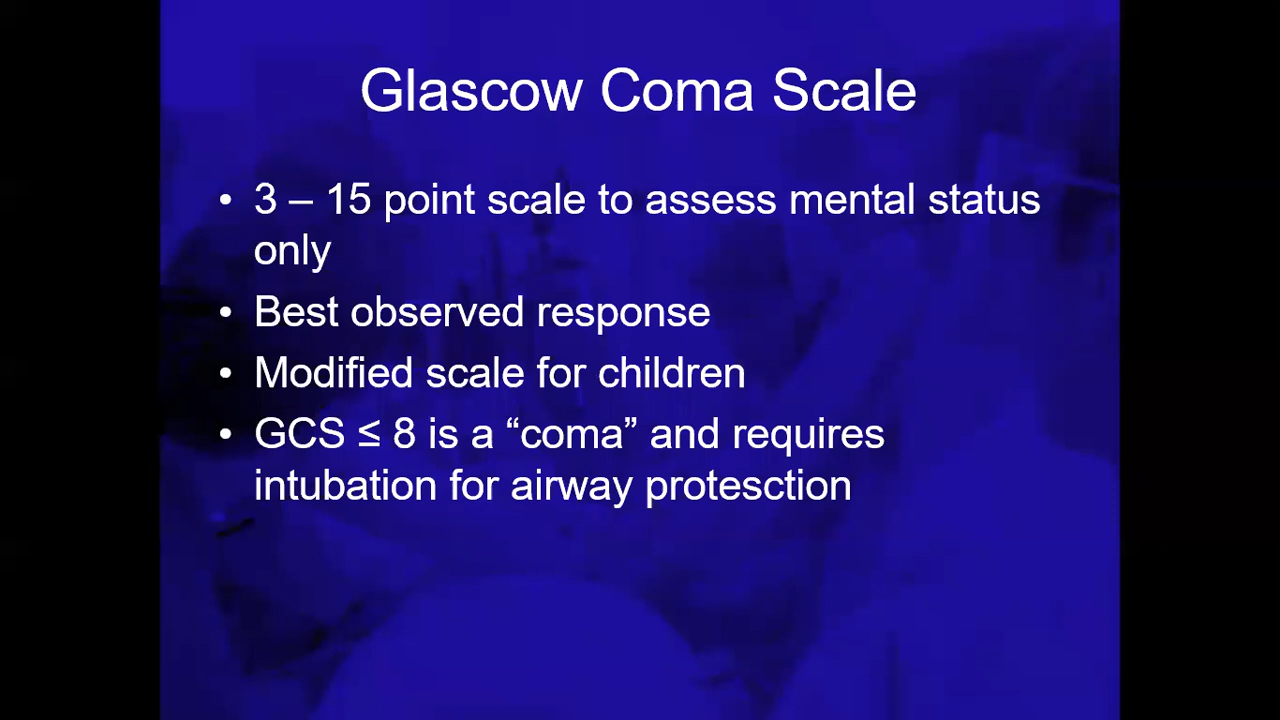 Glascow Coma Scale
• 3 – 15 point scale to assess mental status
only
• Best observed response
• Modified scale for children
• GCS ≤ 8 is a “coma” and requires
intubation for airway protesction